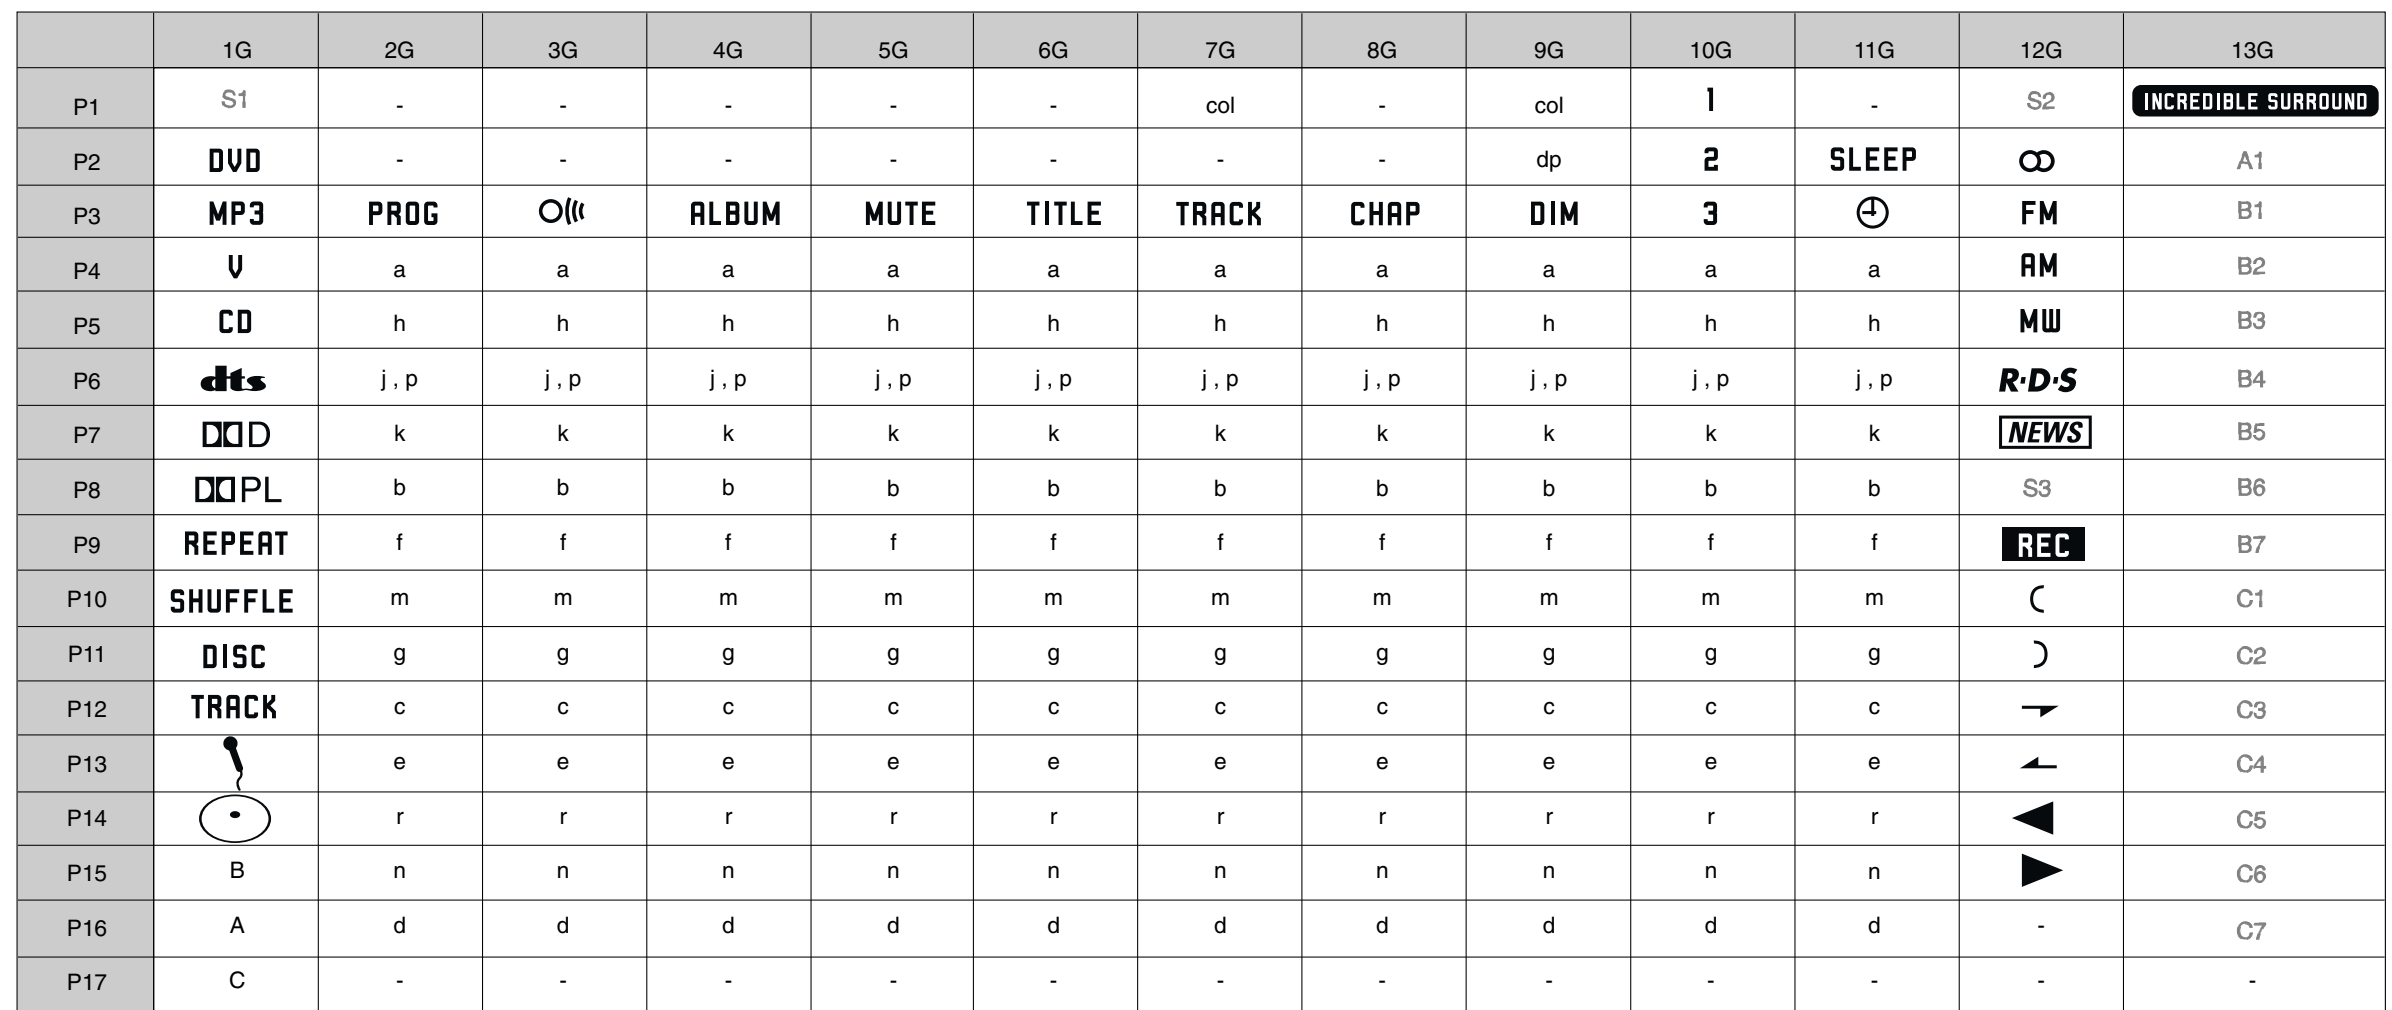 1G 2G 3G 4G 5G 6G 7G 8G 9G 10G 11G 12G 13G
P1 S1 - - - - - col - col 1 - S2 INCREDIBLE SURROUND
P2 DVD - - - - - - - dp 2 SLEEP A1
P3 MP3 PROG ALBUM MUTE TITLE TRACK CHAP DIM 3 FM B1
P4 V a a a a a a a a a a AM B2
P5 CD h h h h h h h h h h MW B3
P6 dts j , p j , p j , p j , p j , p j , p j , p j , p j , p j , p R·D·S B4
P7 D k k k k k k k k k k NEWS B5
P8 PL b b b b b b b b b b S3 B6
P9 REPEAT f f f f f f f f f f REC B7
P10 SHUFFLE m m m m m m m m m m ( C1
P11 DISC g g g g g g g g g g ) C2
P12 TRACK c c c c c c c c c c C3
P13 e e e e e e e e e e C4
P14 r r r r r r r r r r C5
P15 B n n n n n n n n n n C6
P16 A d d d d d d d d d d - C7
P17 C - - - - - - - - - - - -